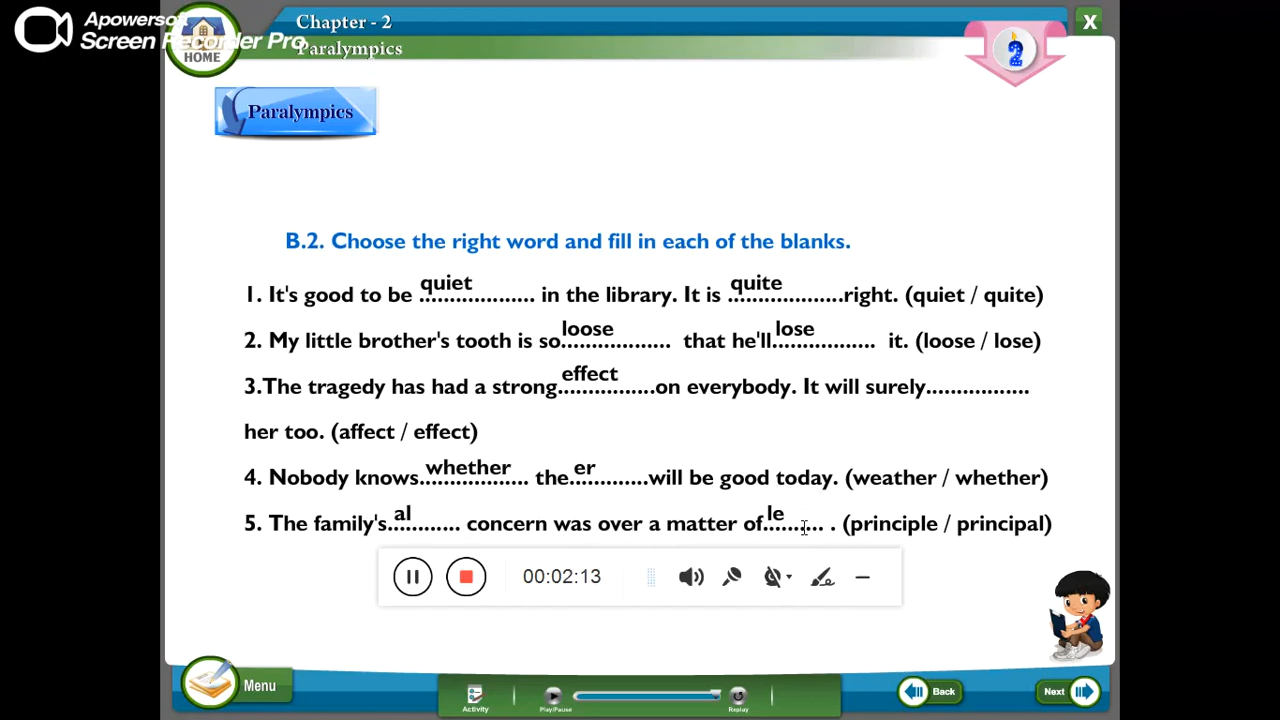 Apowersoft
Screen Recorder Pro
HOME
Chapter - 2
Paralympics
2
X
Paralympics
B.2. Choose the right word and fill in each of the blanks.
1. It's good to be quiet in the library. It is quite right. (quiet / quite)
2. My little brother's tooth is so loose that he'll lose it. (loose / lose)
3.The tragedy has had a strong effect on everybody. It will surely.................
her too. (affect / effect)
4. Nobody knows whether the er will be good today. (weather / whether)
5. The family's al concern was over a matter of le . (principle / principal)
00:02:13
Menu
Activity
Play/Pause
Replay
Back
Next